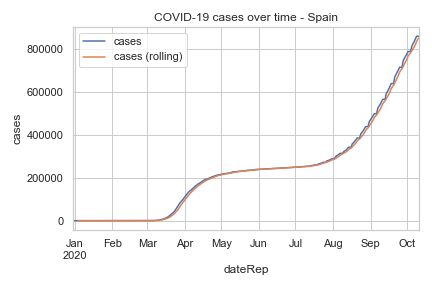 COVID-19 cases over time - Spain
cases
cases (rolling)
800000
600000
400000
200000
0
cases
Jan Feb Mar Apr May Jun Jul Aug Sep Oct
2020
dateRep